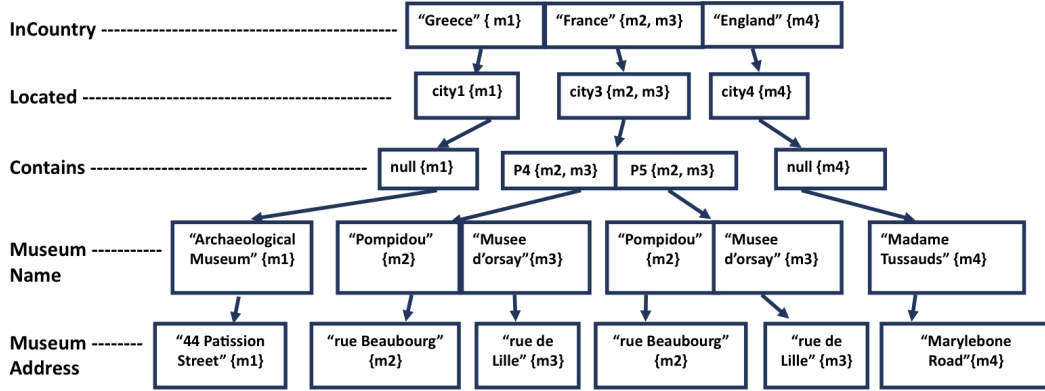 InCountry ---------------------------------------- "Greece" { m1} "France" {m2, m3} "England" {m4}
Located ------------------------------------------ city1 {m1} city3 {m2, m3} city4 {m4}
Contains ------------------------------------- null {m1} P4 {m2, m3} P5 {m2, m3} null {m4}
Museum ----------- "Archaeological "Pompidou" "Musee "Pompidou" "Musee "Madame
Name Museum" {m1} {m2} d'orsay"{m3} {m2} d'orsay" {m3} Tussauds" {m4}
Museum -------- "44 Patission "rue Beaubourg" "rue de "rue Beaubourg" "rue de "Marylebone
Address Street" {m1} {m2} Lille" {m3} {m2} Lille" {m3} Road"{m4}